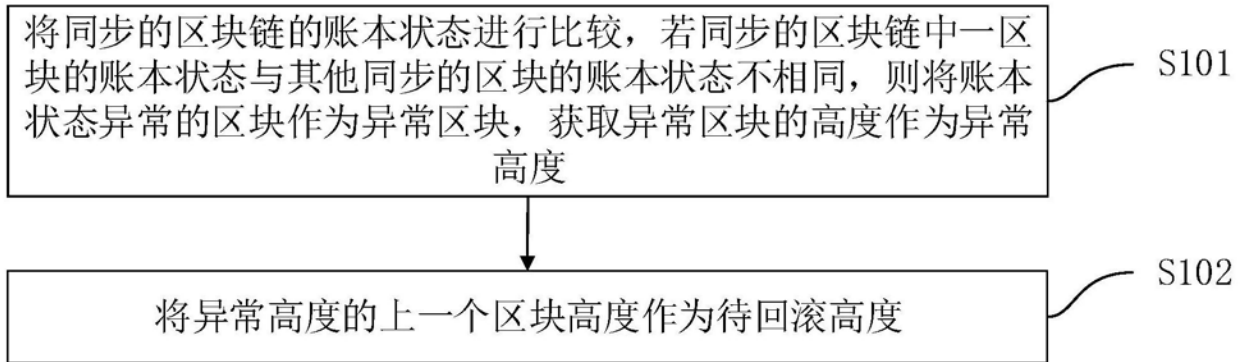 将同步的区块链的账本状态进行比较，若同步的区块链中一区
块的账本状态与其他同步的区块的账本状态不相同，则将账本
状态异常的区块作为异常区块，获取异常区块的高度作为异常
高度
S101
将异常高度的上一个区块高度作为待回滚高度
S102